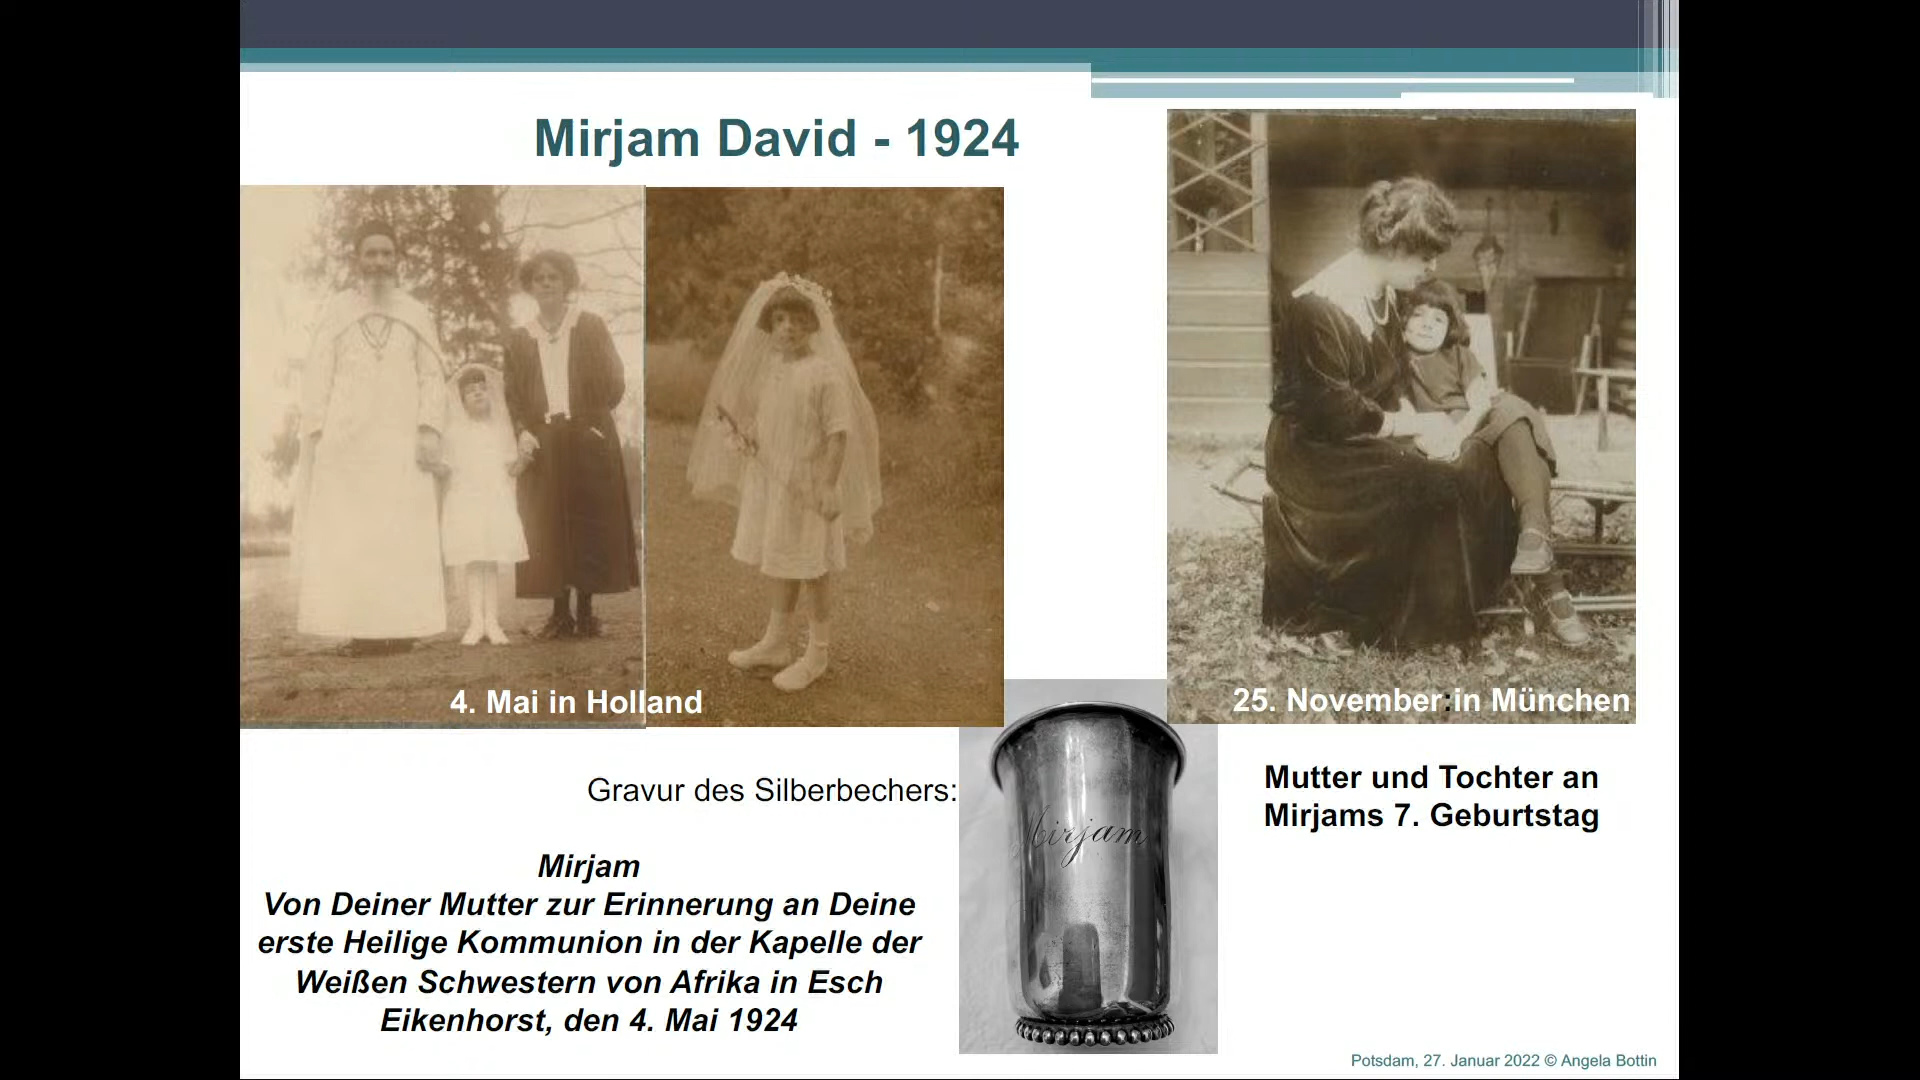 Mirjam David - 1924
4. Mai in Holland
25. November:in München
Gravur des Silberbechers:
Mirjam
Mutter und Tochter an
Mirjams 7. Geburtstag
Mirjam
Von Deiner Mutter zur Erinnerung an Deine
erste Heilige Kommunion in der Kapelle der
Weißen Schwestern von Afrika in Esch
Eikenhorst, den 4. Mai 1924
Potsdam, 27. Januar 2022 © Angela Bottin